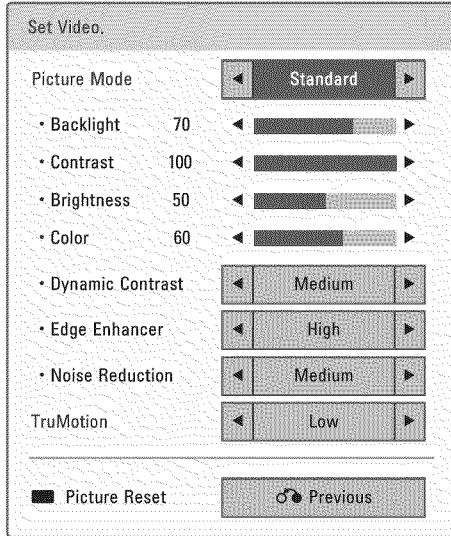 Set Video.
Picture Mode Standard
• Backlight 70
• Contrast 100
• Brightness 50
• Color 60
• Dynamic Contrast Medium
• Edge Enhancer High
• Noise Reduction Medium
TruMotion Low
Picture Reset Previous